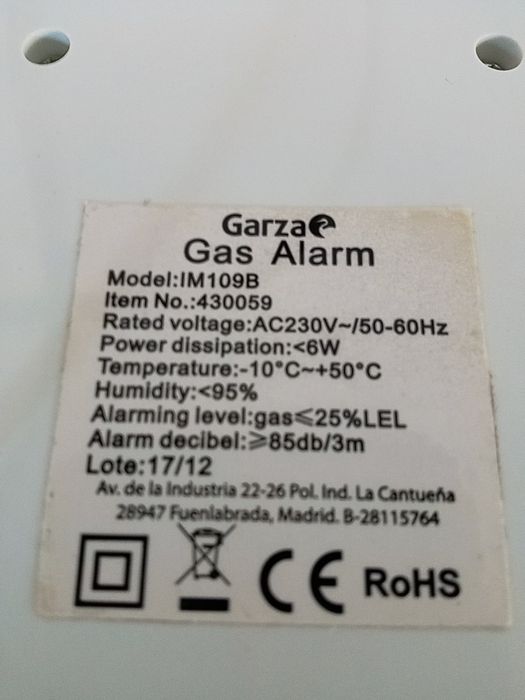 Garza
Gas Alarm
Model:IM109B
Item No.:430059
Rated voltage:AC230V~/50-60Hz
Power dissipation:<6W
Temperature:-10°C~+50°C
Humidity:<95%
Alarming level:gas⩽25%LEL
Alarm decibel:⩾85db/3m
Lote:17/12
Av. de la Industria 22-26 Pol. Ind. La Cantueña
28947 Fuenlabrada, Madrid. B-28115764
CE RoHS